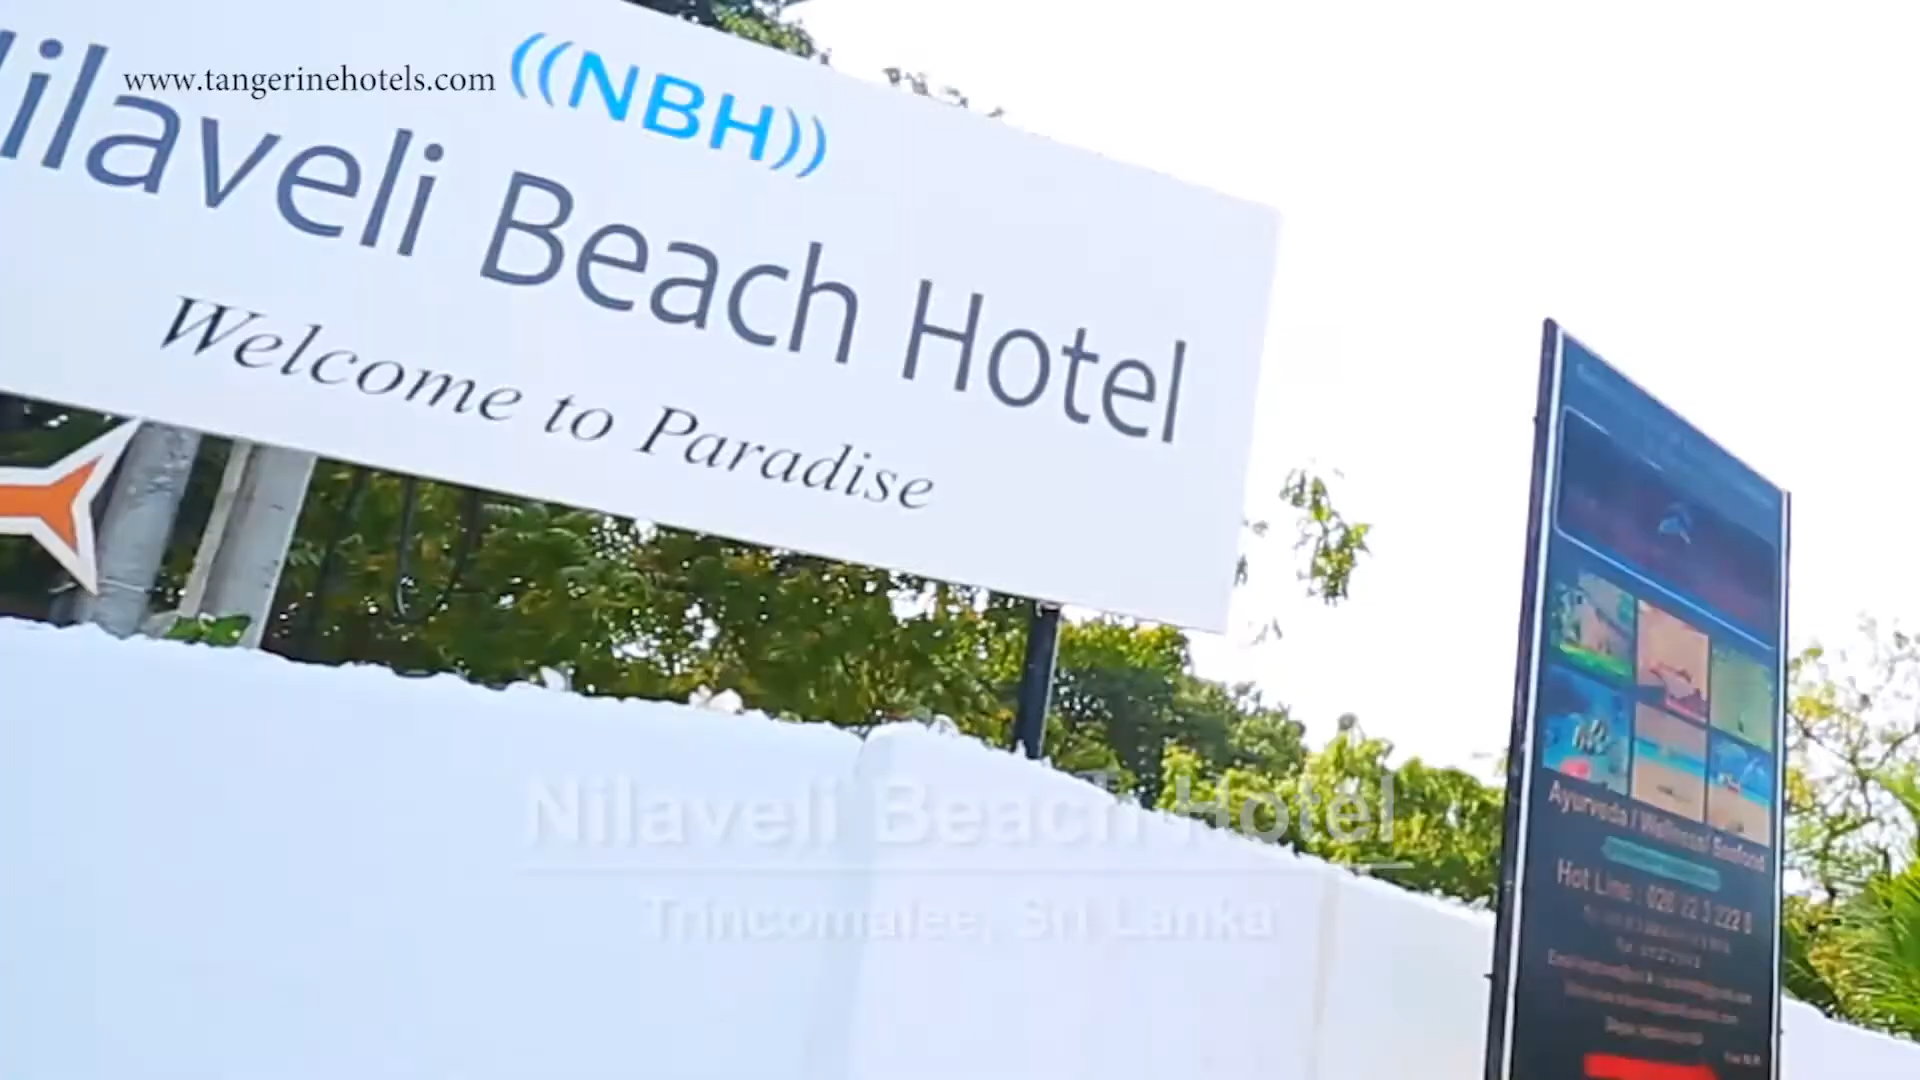 www.tangerinehotels.com
((NBH))
Nilaveli Beach Hotel
Welcome to Paradise
Nilaveli Beach Hotel
Trincomalee, Sri Lanka
Ayurveda / Wellness/ Seafood
Hot Line :